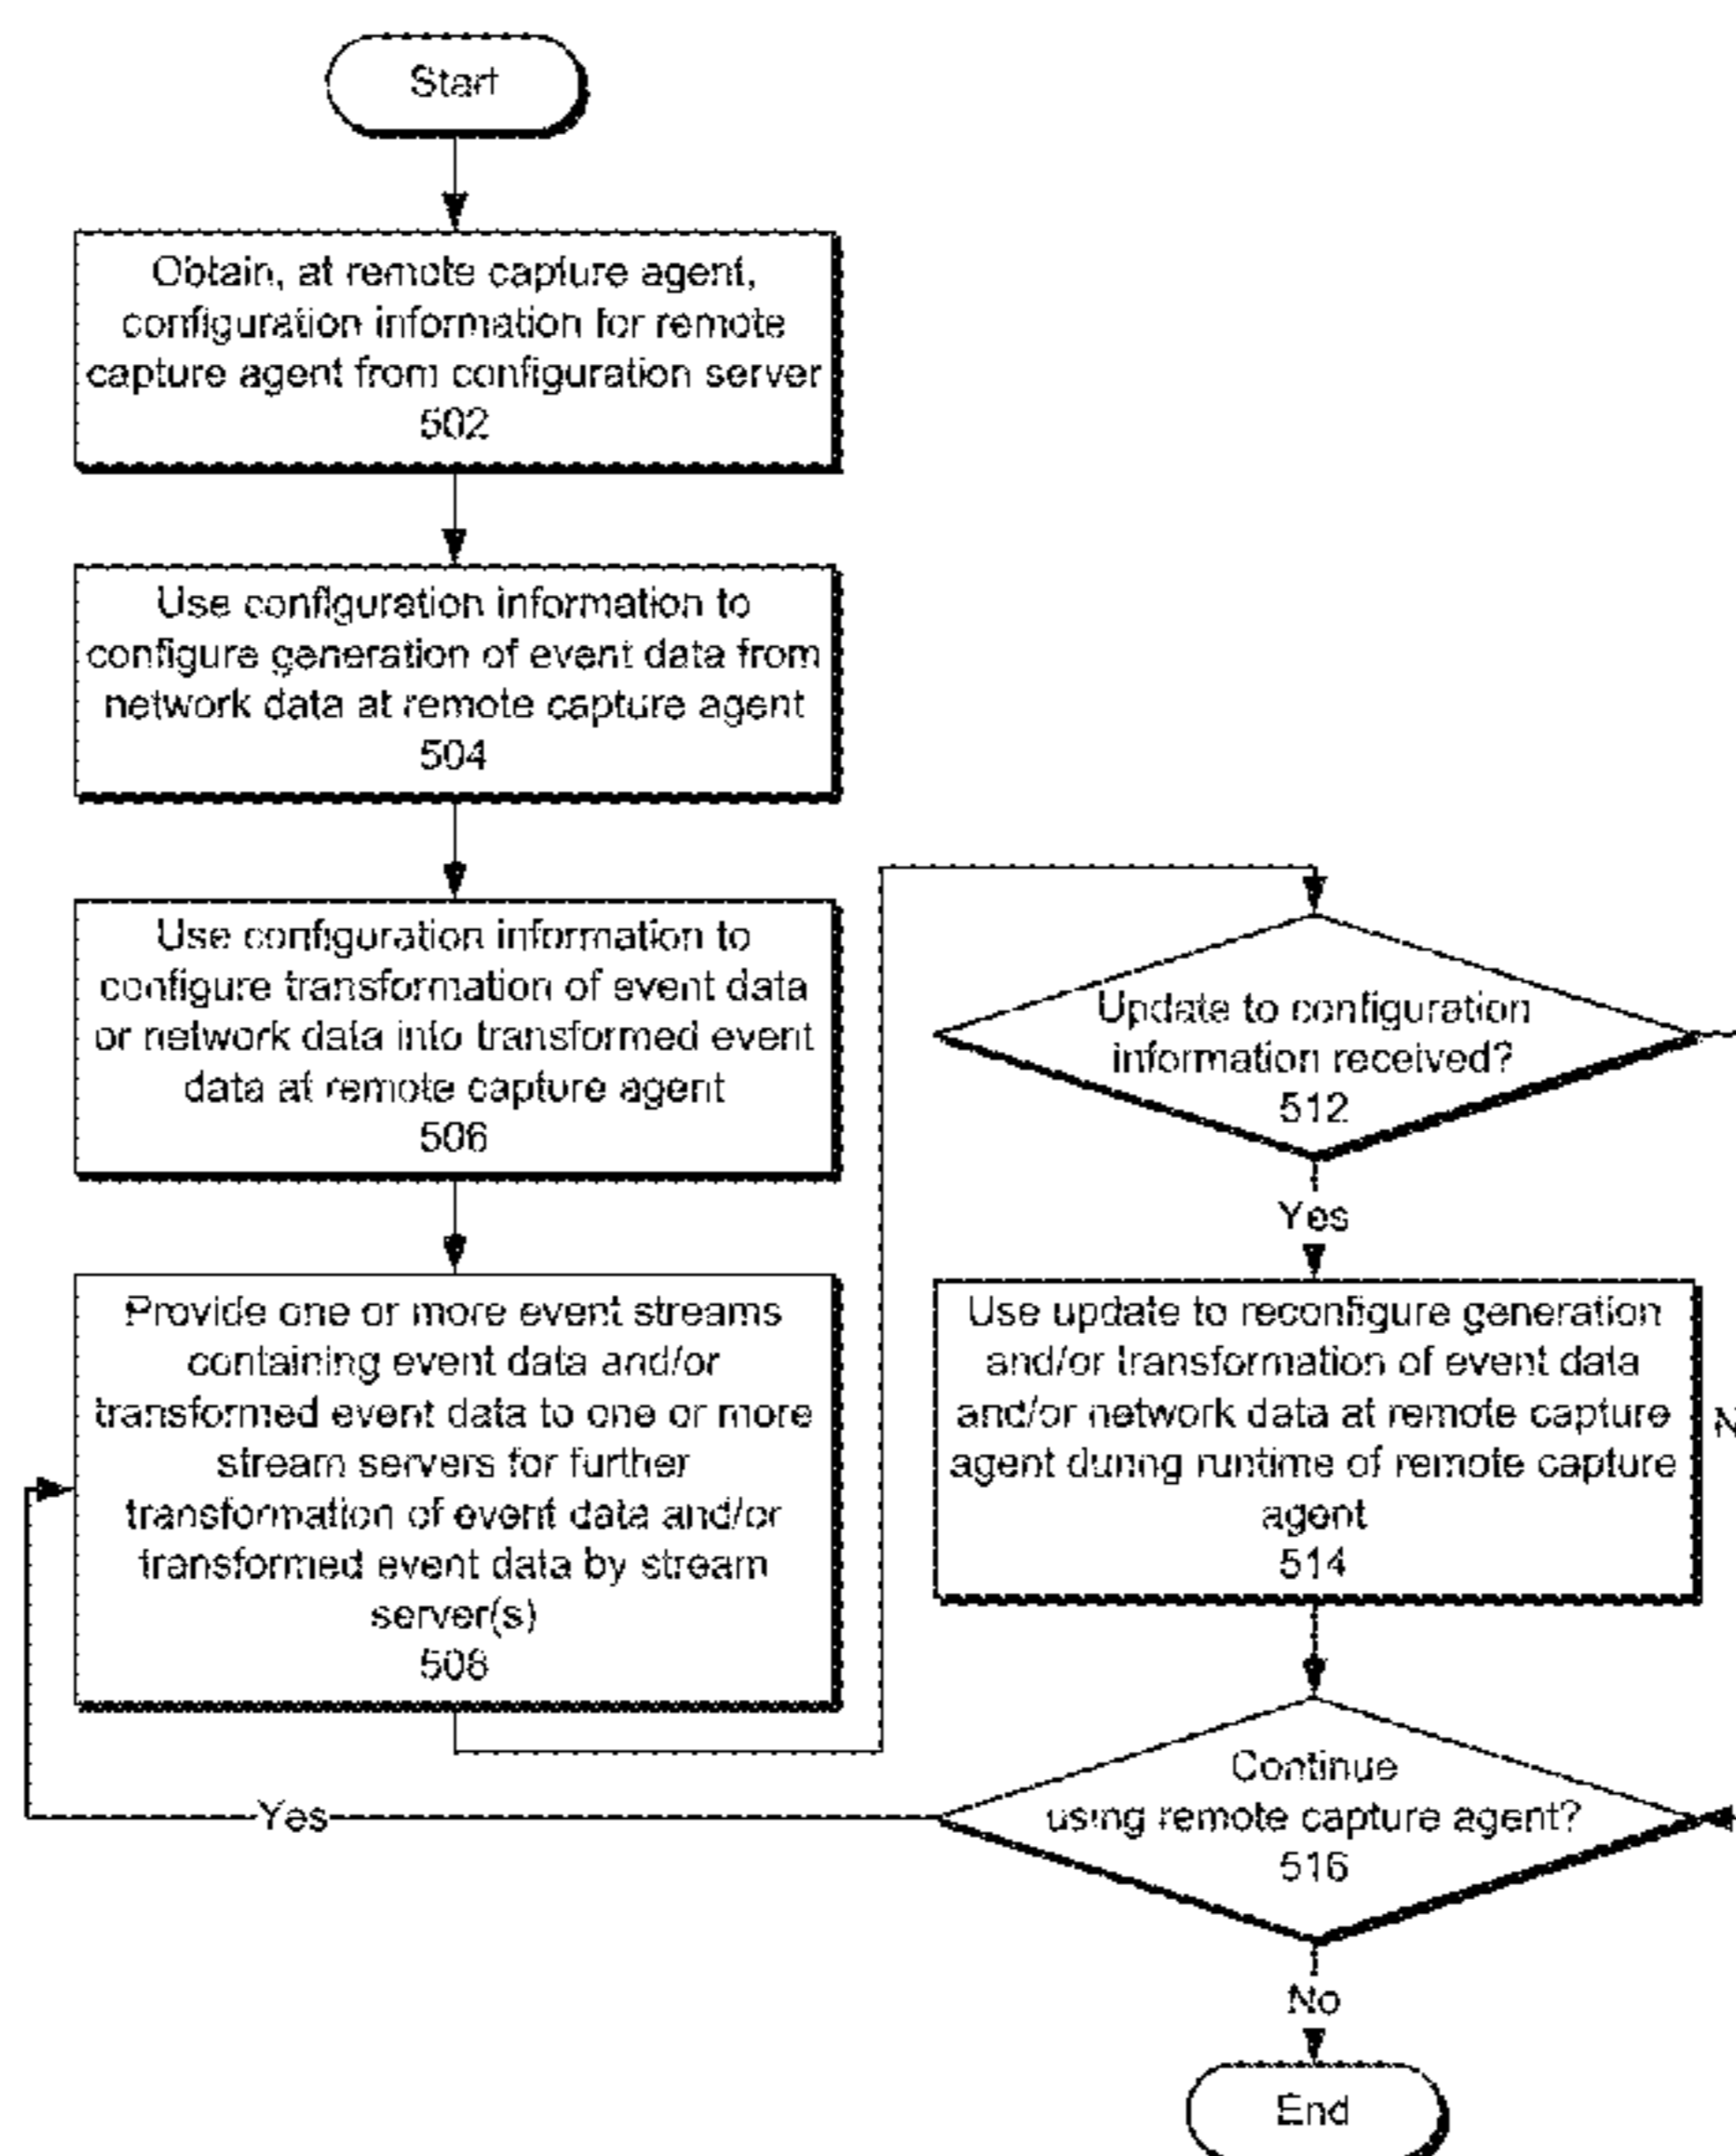 Start
Obtain, at remote capture agent,
configuration information for remote
capture agent from configuration server
502
Use configuration information to
configure generation of event data from
network data at remote capture agent
504
Use configuration information to
configure transformation of event data
or network data into transformed event
data at remote capture agent
506
Provide one or more event streams
containing event data and/or
transformed event data to one or more
stream servers for further
transformation of event data and/or
transformed event data by stream
server(s)
508
Update to configuration
information received?
512
Yes
Use update to reconfigure generation
and/or transformation of event data
and/or network data at remote capture
agent during runtime of remote capture
agent
514
Continue
using remote capture agent?
516
Yes
No
End